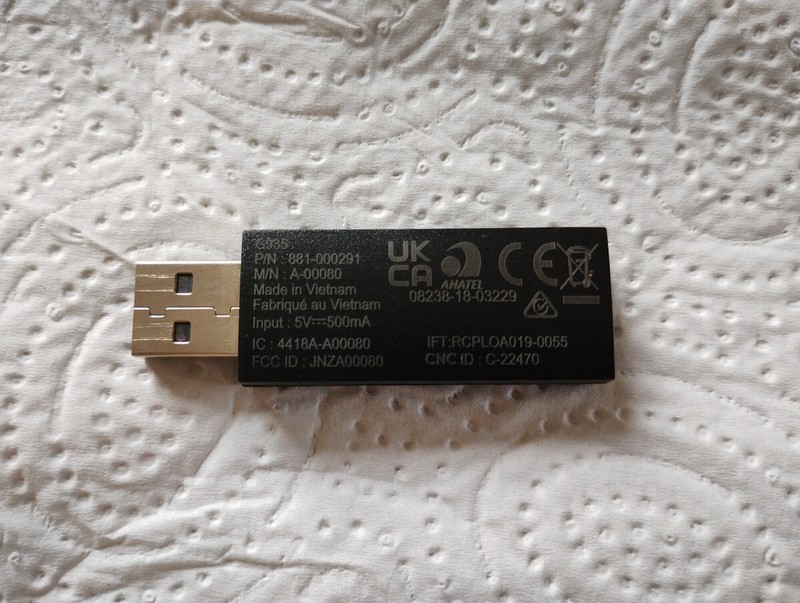 G935
P/N : 881-000291
M/N : A-00080
Made in Vietnam
Fabriqué au Vietnam
Input : 5V⎓500mA
IC : 4418A-A00080
FCC ID : JNZA00080
UK
CA
ANATEL
CE
08238-18-03229
IFT:RCPLOA019-0055
CNC ID : C-22470